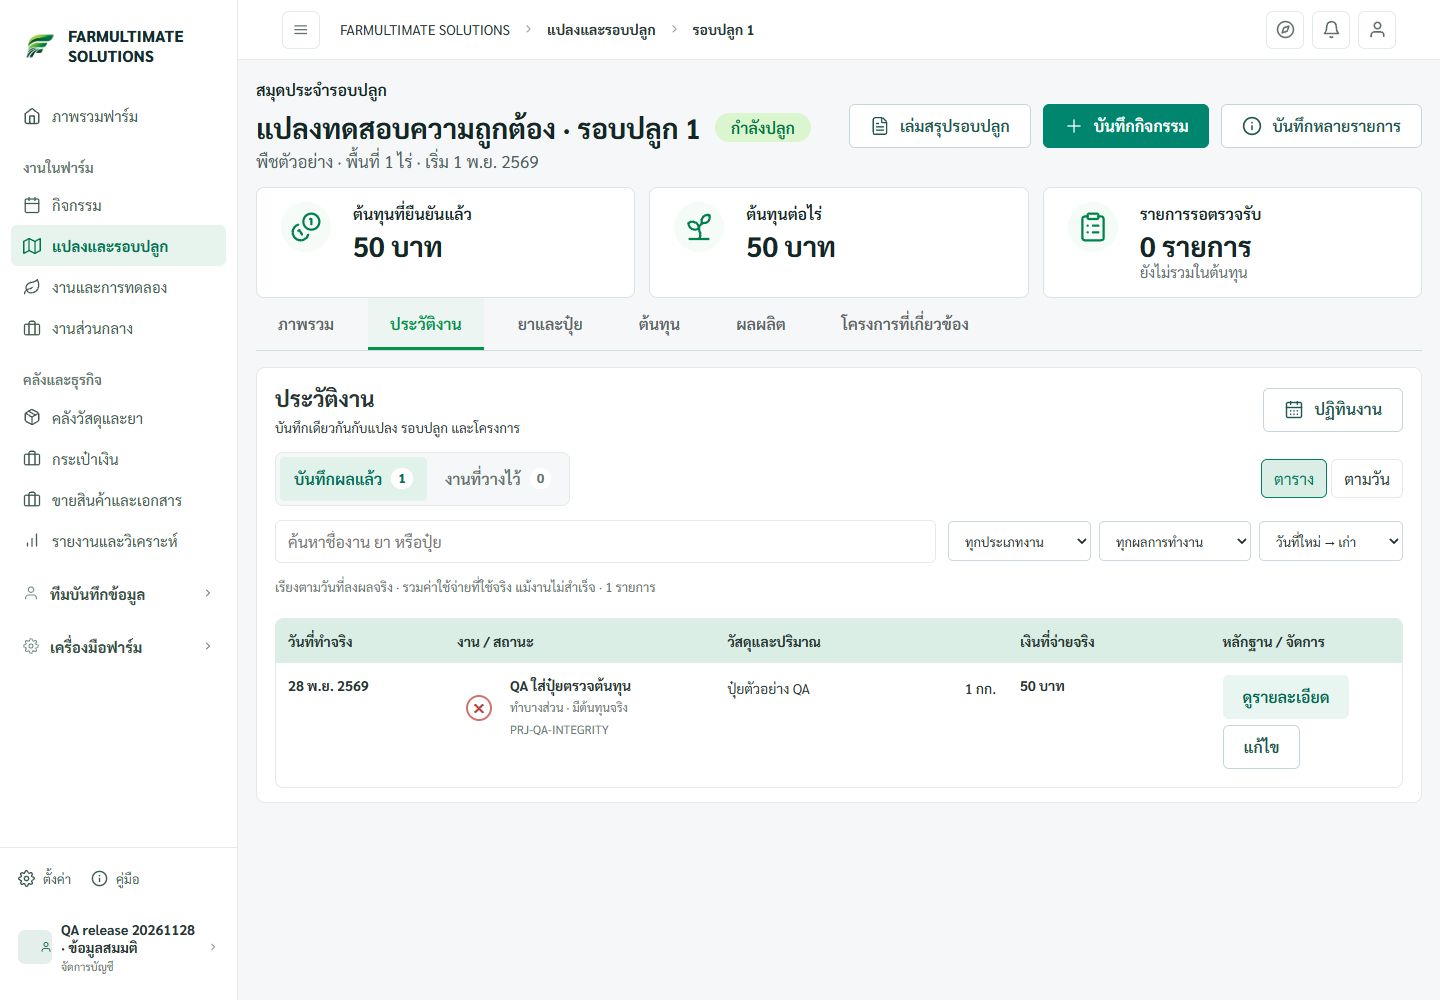 FARMULTIMATE
SOLUTIONS
ภาพรวมฟาร์ม
งานในฟาร์ม
กิจกรรม
แปลงและรอบปลูก
งานและการทดลอง
งานส่วนกลาง
คลังและธุรกิจ
คลังวัสดุและยา
กระเป๋าเงิน
ขายสินค้าและเอกสาร
รายงานและวิเคราะห์
ทีมบันทึกข้อมูล
เครื่องมือฟาร์ม
ตั้งค่า คู่มือ
QA release 20261128
· ข้อมูลสมมติ
จัดการบัญชี
FARMULTIMATE SOLUTIONS › แปลงและรอบปลูก › รอบปลูก 1
สมุดประจำรอบปลูก
แปลงทดสอบความถูกต้อง · รอบปลูก 1 กำลังปลูก
พืชตัวอย่าง · พื้นที่ 1 ไร่ · เริ่ม 1 พ.ย. 2569
เล่มสรุปรอบปลูก
บันทึกกิจกรรม
บันทึกหลายรายการ
ต้นทุนที่ยืนยันแล้ว
50 บาท
ต้นทุนต่อไร่
50 บาท
รายการรอตรวจรับ
0 รายการ
ยังไม่รวมในต้นทุน
ภาพรวม ประวัติงาน ยาและปุ๋ย ต้นทุน ผลผลิต โครงการที่เกี่ยวข้อง
ประวัติงาน
บันทึกเดียวกันกับแปลง รอบปลูก และโครงการ
ปฏิทินงาน
บันทึกผลแล้ว 1 งานที่วางไว้ 0
ตาราง ตามวัน
ค้นหาชื่องาน ยา หรือปุ๋ย
ทุกประเภทงาน ทุกผลการทำงาน วันที่ใหม่ → เก่า
เรียงตามวันที่ลงผลจริง · รวมค่าใช้จ่ายที่ใช้จริง แม้งานไม่สำเร็จ · 1 รายการ
วันที่ทำจริง งาน / สถานะ วัสดุและปริมาณ เงินที่จ่ายจริง หลักฐาน / จัดการ
28 พ.ย. 2569
QA ใส่ปุ๋ยตรวจต้นทุน
ทำบางส่วน · มีต้นทุนจริง
PRJ-QA-INTEGRITY
ปุ๋ยตัวอย่าง QA 1 กก.
50 บาท
ดูรายละเอียด
แก้ไข